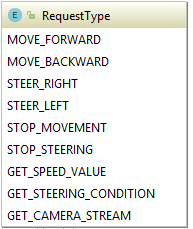 E RequestType
MOVE_FORWARD
MOVE_BACKWARD
STEER_RIGHT
STEER_LEFT
STOP_MOVEMENT
STOP_STEERING
GET_SPEED_VALUE
GET_STEERING_CONDITION
GET_CAMERA_STREAM